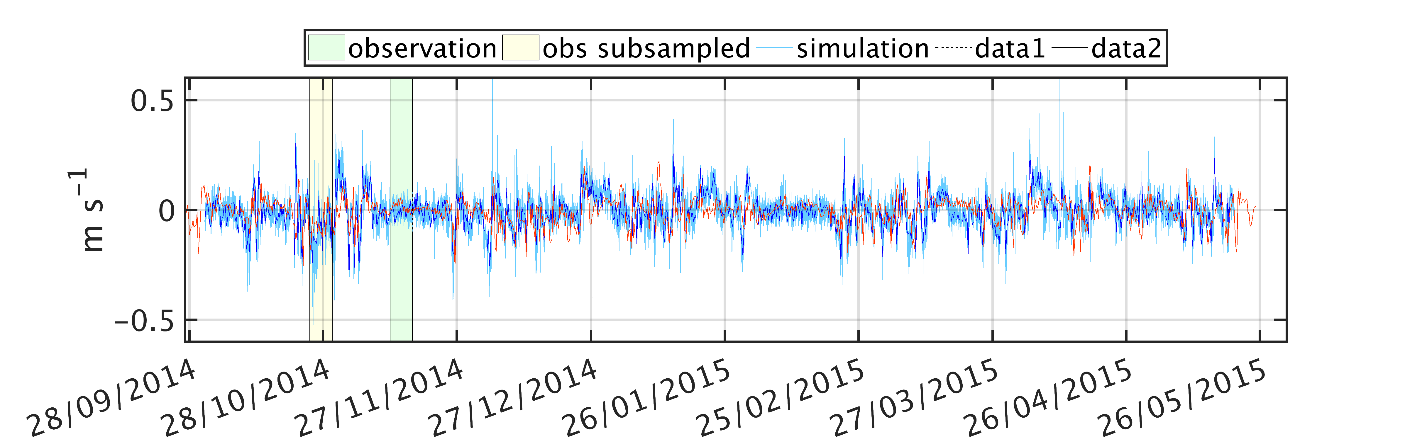 observation obs subsampled simulation data1 data2
0.5
0
−0.5
m s⁻¹
28/09/2014 28/10/2014 27/11/2014 27/12/2014 26/01/2015 25/02/2015 27/03/2015 26/04/2015 26/05/2015